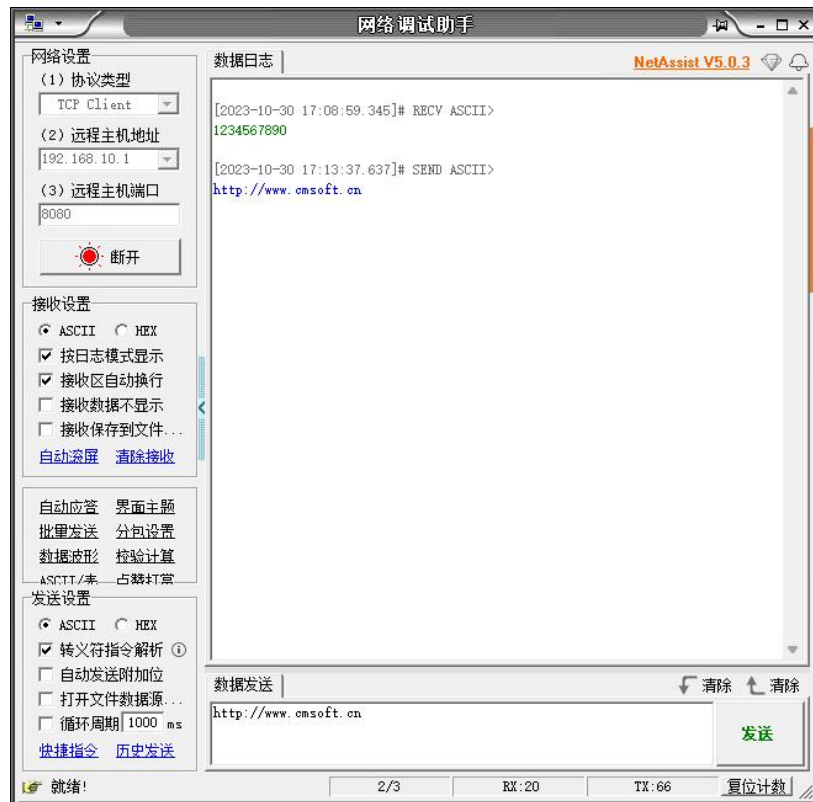 网络调试助手
网络设置
(1) 协议类型
TCP Client
(2) 远程主机地址
192.168.10.1
(3) 远程主机端口
8080
断开
接收设置
ASCII HEX
按日志模式显示
接收区自动换行
接收数据不显示
接收保存到文件...
自动滚屏 清除接收
自动应答 界面主题
批量发送 分包设置
数据波形 校验计算
发送设置
ASCII HEX
转义符指令解析
自动发送附加位
打开文件数据源...
循环周期 1000 ms
快捷指令 历史发送
数据日志
NetAssist V5.0.3
[2023-10-30 17:08:59.345]# RECV ASCII>
1234567890
[2023-10-30 17:13:37.637]# SEND ASCII>
http://www.cmsoft.cn
数据发送 清除 清除
http://www.cmsoft.cn
发送
就绪! 2/3 RX:20 TX:66 复位计数